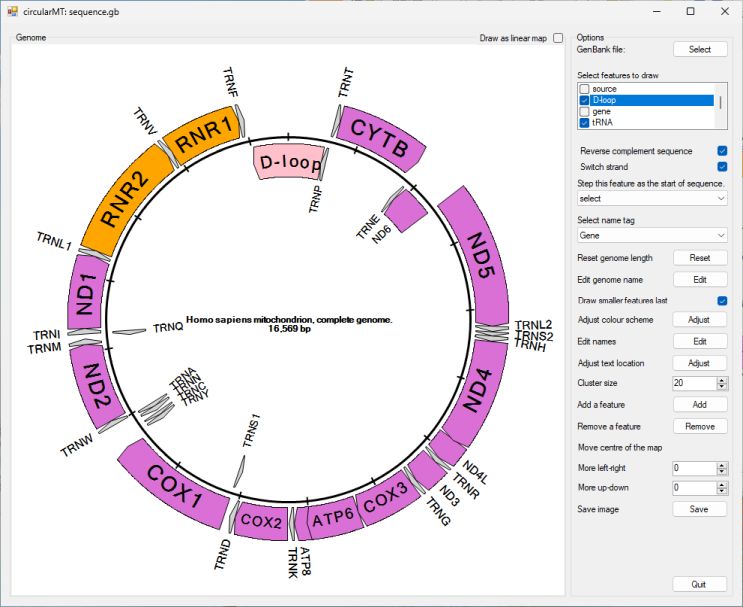 circularMT: sequence.gb
Genome
Draw as linear map
TRNT
CYTB
TRNF
RNR1
TRNV
RNR2
D-loop
TRNP
TRNE
ND6
ND5
TRNL1
ND1
TRNI
TRNM
TRNQ
Homo sapiens mitochondrion, complete genome.
16,569 bp
TRNL2
TRNS2
TRNH
ND4
ND2
TRNA
TRNN
TRNC
TRNY
TRNW
COX1
TRNS1
TRND
COX2
TRNK
ATP8
ATP6
COX3
TRNG
ND3
TRNR
ND4L
Options
GenBank file:
Select
Select features to draw
source
D-loop
gene
tRNA
Reverse complement sequence
Switch strand
Step this feature as the start of sequence.
select
Select name tag
Gene
Reset genome length
Reset
Edit genome name
Edit
Draw smaller features last
Adjust colour scheme
Adjust
Edit names
Edit
Adjust text location
Adjust
Cluster size
20
Add a feature
Add
Remove a feature
Remove
Move centre of the map
More left-right
0
More up-down
0
Save image
Save
Quit